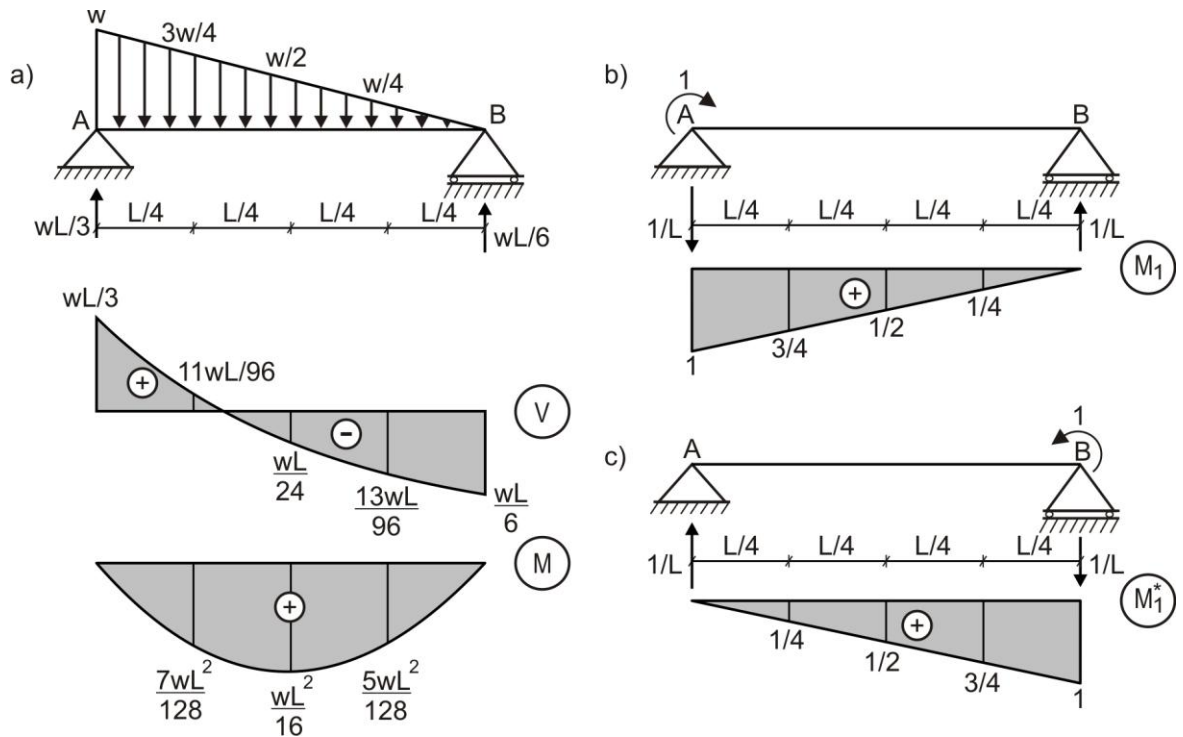 a)
w
3w/4
w/2
w/4
A
B
L/4 L/4 L/4 L/4
wL/3
wL/6
wL/3
11wL/96
+
-
V
wL/24
13wL/96
wL/6
M
+
7wL²/128
wL²/16
5wL²/128
b)
1
A
B
L/4 L/4 L/4 L/4
1/L
1/L
M₁
+
1
3/4
1/2
1/4
c)
1
A
B
L/4 L/4 L/4 L/4
1/L
1/L
M₁*
+
1/4
1/2
3/4
1